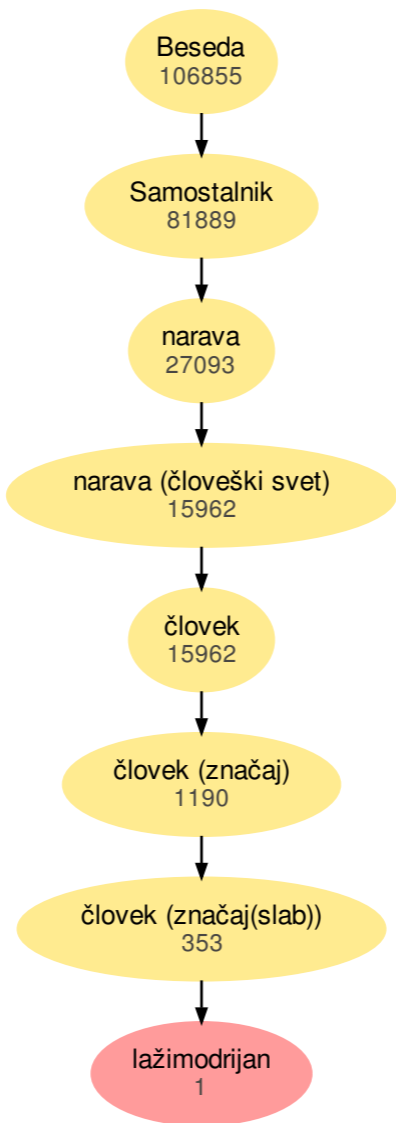 Beseda
106855
Samostalnik
81889
narava
27093
narava (človeški svet)
15962
človek
15962
človek (značaj)
1190
človek (značaj(slab))
353
lažimodrijan
1